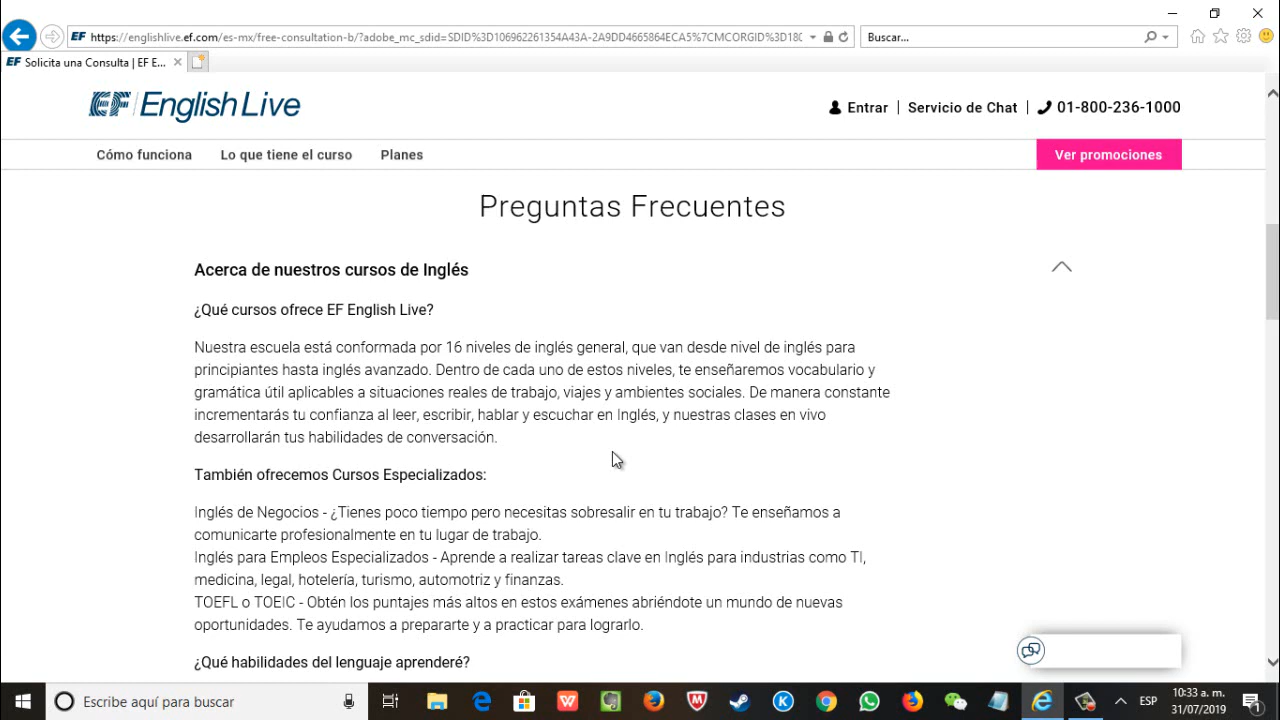 https://englishlive.ef.com/es-mx/free-consultation-b/?adobe_mc_sdid=SDID%3D106962261354A43A-2A9DD4665864ECA5%7CMCORGID%3D180
Buscar...
EF Solicita una Consulta | EF E...
EF English Live
Entrar | Servicio de Chat | 01-800-236-1000
Cómo funciona Lo que tiene el curso Planes Ver promociones
Preguntas Frecuentes
Acerca de nuestros cursos de Inglés
¿Qué cursos ofrece EF English Live?
Nuestra escuela está conformada por 16 niveles de inglés general, que van desde nivel de inglés para
principiantes hasta inglés avanzado. Dentro de cada uno de estos niveles, te enseñaremos vocabulario y
gramática útil aplicables a situaciones reales de trabajo, viajes y ambientes sociales. De manera constante
incrementarás tu confianza al leer, escribir, hablar y escuchar en Inglés, y nuestras clases en vivo
desarrollarán tus habilidades de conversación.
También ofrecemos Cursos Especializados:
Inglés de Negocios - ¿Tienes poco tiempo pero necesitas sobresalir en tu trabajo? Te enseñamos a
comunicarte profesionalmente en tu lugar de trabajo.
Inglés para Empleos Especializados - Aprende a realizar tareas clave en Inglés para industrias como TI,
medicina, legal, hotelería, turismo, automotriz y finanzas.
TOEFL o TOEIC - Obtén los puntajes más altos en estos exámenes abriéndote un mundo de nuevas
oportunidades. Te ayudamos a prepararte y a practicar para lograrlo.
¿Qué habilidades del lenguaje aprenderé?
Escribe aquí para buscar
ESP
10:33 a. m.
31/07/2019